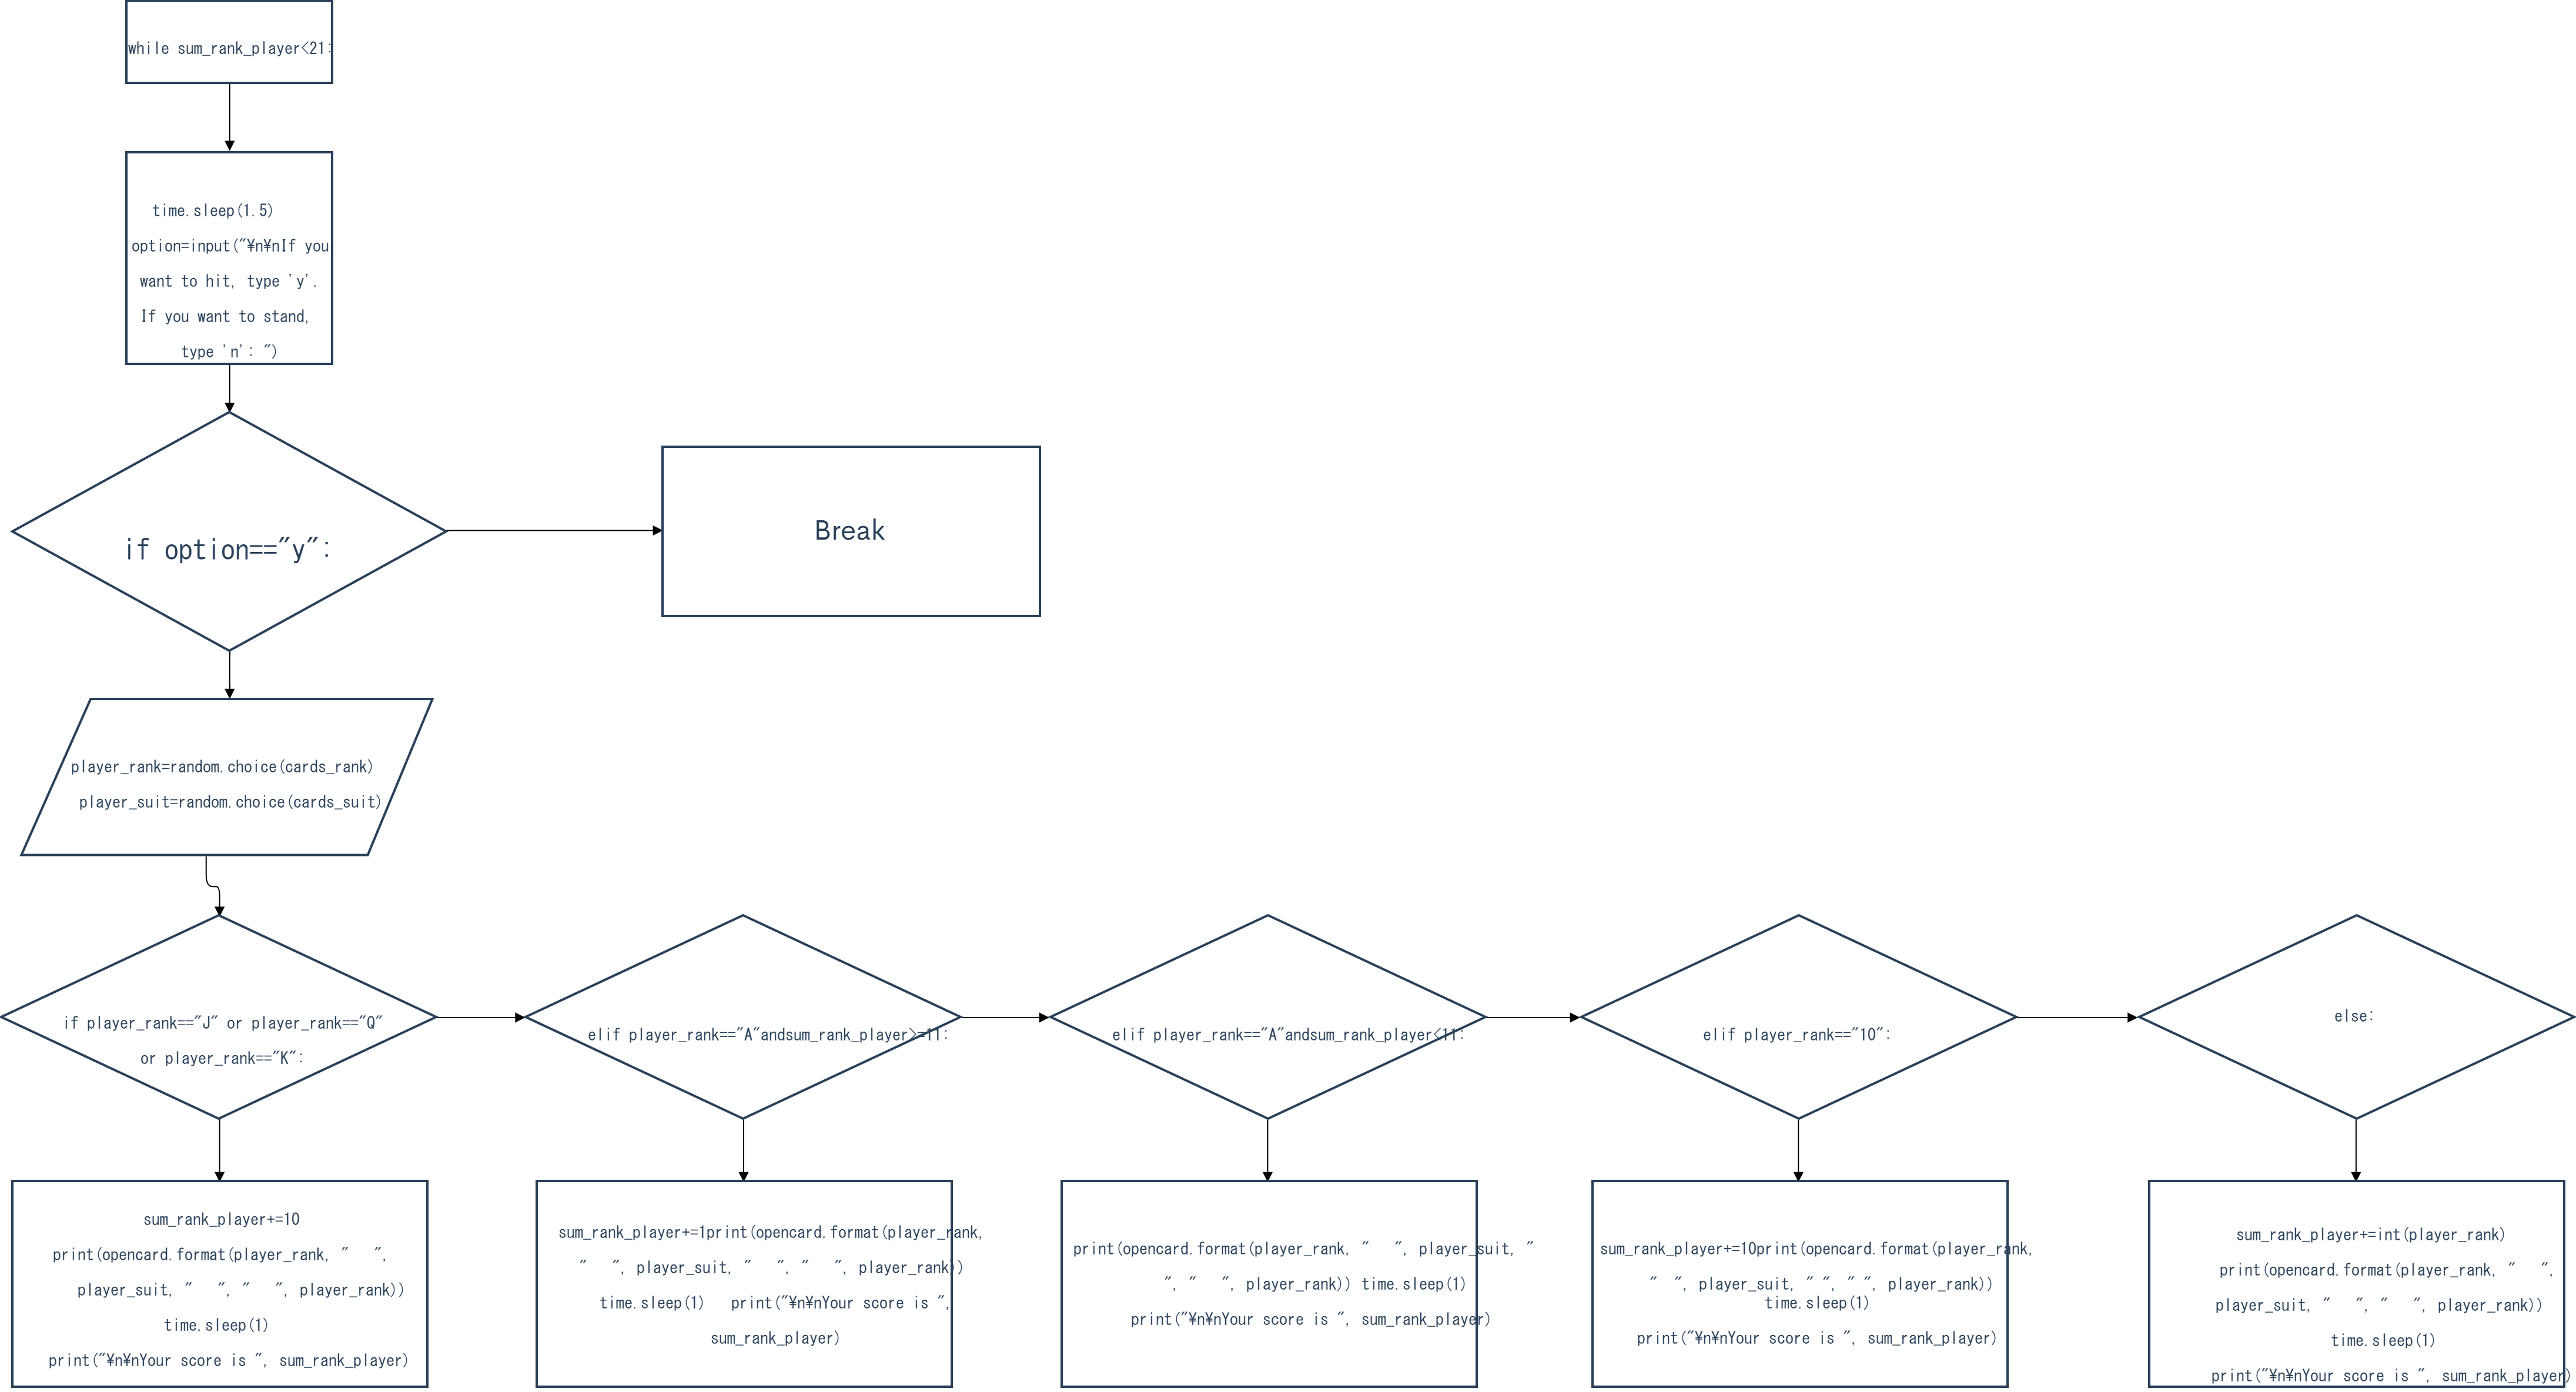 while sum_rank_player<21:
time.sleep(1.5)
option=input("¥n¥nIf you
want to hit, type 'y'.
If you want to stand,
type 'n': ")
if option=="y":
Break
player_rank=random.choice(cards_rank)
player_suit=random.choice(cards_suit)
if player_rank=="J" or player_rank=="Q"
or player_rank=="K":
elif player_rank=="A"andsum_rank_player>=11:
elif player_rank=="A"andsum_rank_player<11:
elif player_rank=="10":
else:
sum_rank_player+=10
print(opencard.format(player_rank, "   ",
player_suit, "   ", "   ", player_rank))
time.sleep(1)
print("¥n¥nYour score is ", sum_rank_player)
sum_rank_player+=1print(opencard.format(player_rank,
"   ", player_suit, "   ", "   ", player_rank))
time.sleep(1)   print("¥n¥nYour score is ",
sum_rank_player)
print(opencard.format(player_rank, "   ", player_suit, "
", "   ", player_rank)) time.sleep(1)
print("¥n¥nYour score is ", sum_rank_player)
sum_rank_player+=10print(opencard.format(player_rank,
"  ", player_suit, " ", " ", player_rank))
time.sleep(1)
print("¥n¥nYour score is ", sum_rank_player)
sum_rank_player+=int(player_rank)
print(opencard.format(player_rank, "   ",
player_suit, "   ", "   ", player_rank))
time.sleep(1)
print("¥n¥nYour score is ", sum_rank_player)